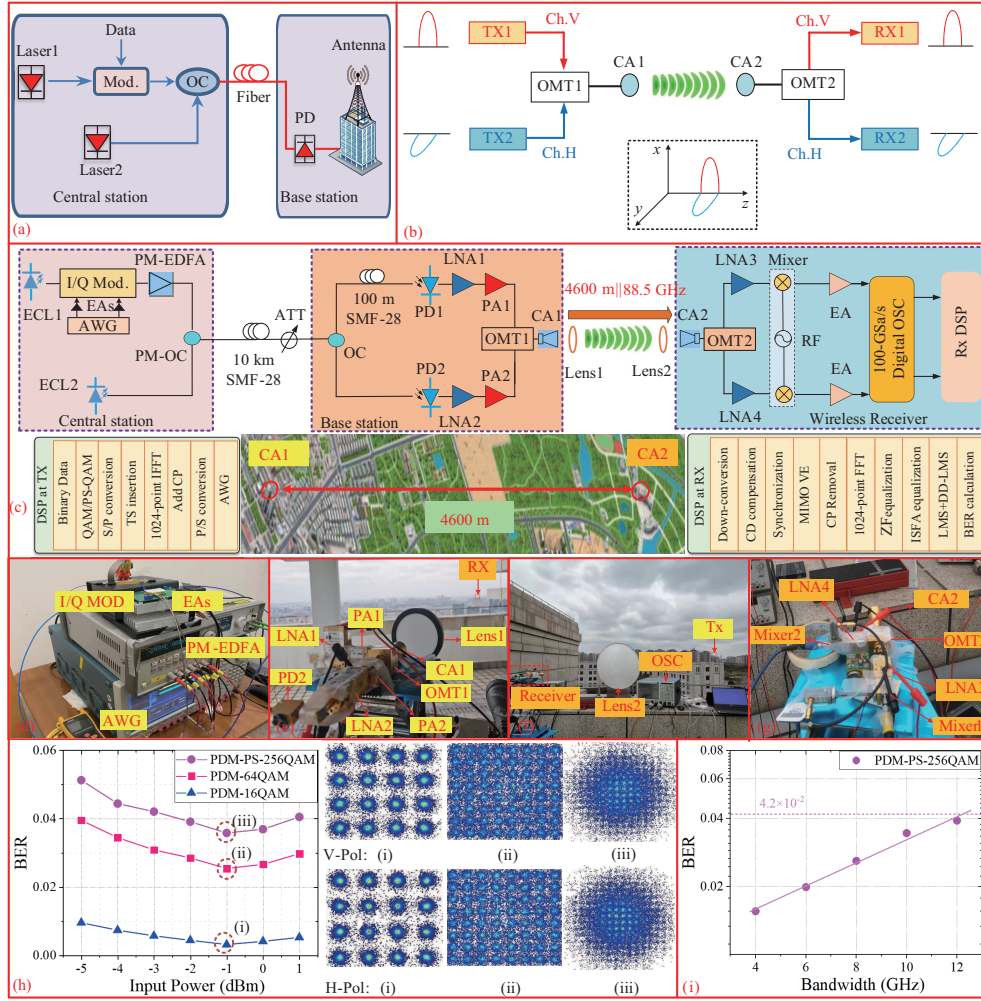 Data
Laser1
Mod.
OC
Fiber
Laser2
Central station
PD
Antenna
Base station
(a)
Ch.V
TX1
OMT1
TX2
Ch.H
CA1
CA2
Ch.V
RX1
OMT2
RX2
Ch.H
x
y
z
(b)
ECL1
I/Q Mod.
EAs
AWG
PM-EDFA
PM-OC
ECL2
Central station
10 km
SMF-28
ATT
OC
100 m
SMF-28
PD1
LNA1
PA1
OMT1
CA1
PD2
LNA2
PA2
Base station
4600 m||88.5 GHz
Lens1
Lens2
CA2
OMT2
LNA3
LNA4
Mixer
RF
EA
EA
100-GSa/s
Digital OSC
Rx DSP
Wireless Receiver
(c)
DSP at TX
Binary Data
QAM/PS-QAM
S/P conversion
TS insertion
1024-point IFFT
Add CP
P/S conversion
AWG
CA1
CA2
4600 m
DSP at RX
Down-conversion
CD compensation
Synchronization
MIMO VE
CP Removal
1024-point FFT
ZFequalization
ISFA equalization
LMS+DD-LMS
BER calculation
I/Q MOD
EAs
PM-EDFA
AWG
RX
PA1
LNA1
Lens1
CA1
OMT1
PD2
LNA2
PA2
Tx
OSC
Receiver
Lens2
LNA4
CA2
Mixer2
BER
0.06
0.04
0.02
0.00
PDM-PS-256QAM
PDM-64QAM
PDM-16QAM
(iii)
(ii)
(i)
-5 -4 -3 -2 -1 0 1
Input Power (dBm)
(h)
V-Pol: (i) (ii) (iii)
H-Pol: (i) (ii) (iii)
BER
0.08
0.06
0.04
0.02
PDM-PS-256QAM
4.2×10-2
4 6 8 10 12
Bandwidth (GHz)
(i)